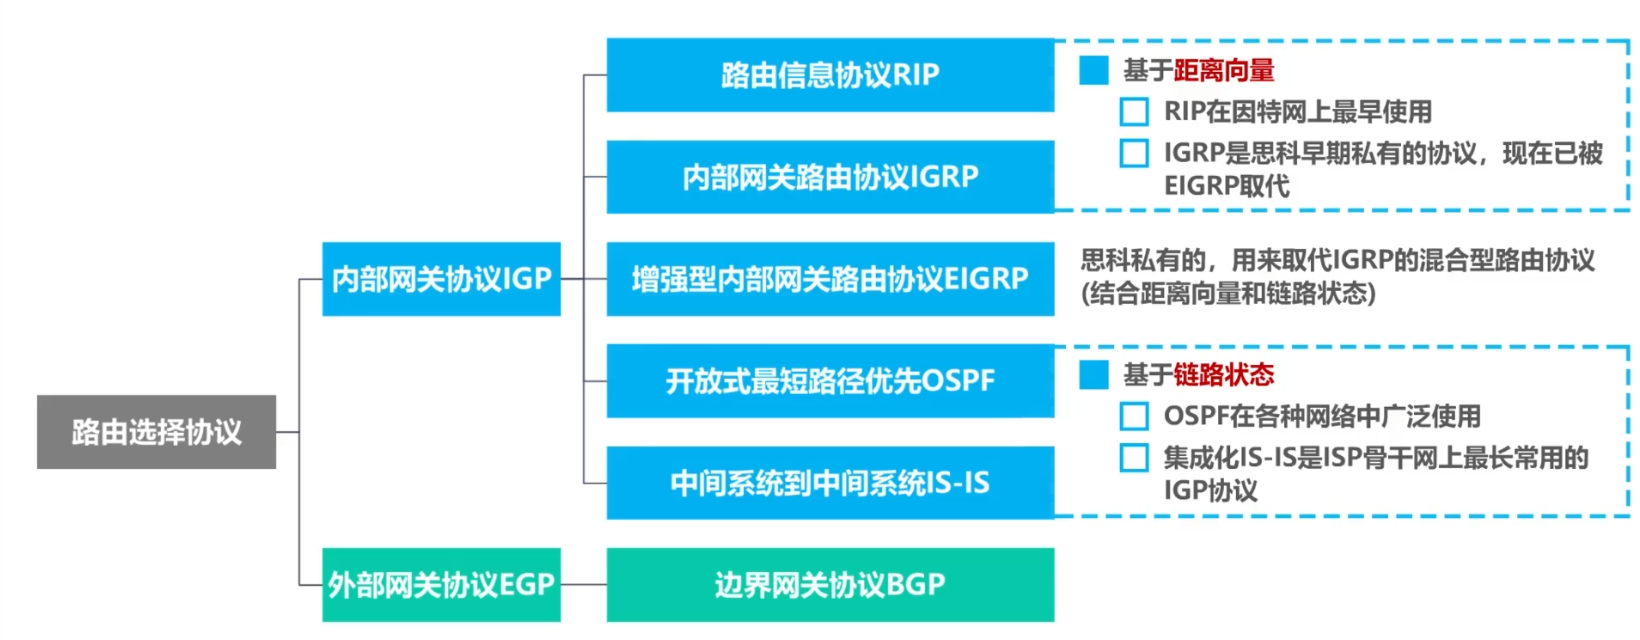 路由选择协议
内部网关协议IGP
路由信息协议RIP
基于距离向量
RIP在因特网上最早使用
IGRP是思科早期私有的协议，现在已被
EIGRP取代
内部网关路由协议IGRP
增强型内部网关路由协议EIGRP
思科私有的，用来取代IGRP的混合型路由协议
(结合距离向量和链路状态)
开放式最短路径优先OSPF
基于链路状态
OSPF在各种网络中广泛使用
集成化IS-IS是ISP骨干网上最长常用的
IGP协议
中间系统到中间系统IS-IS
外部网关协议EGP
边界网关协议BGP